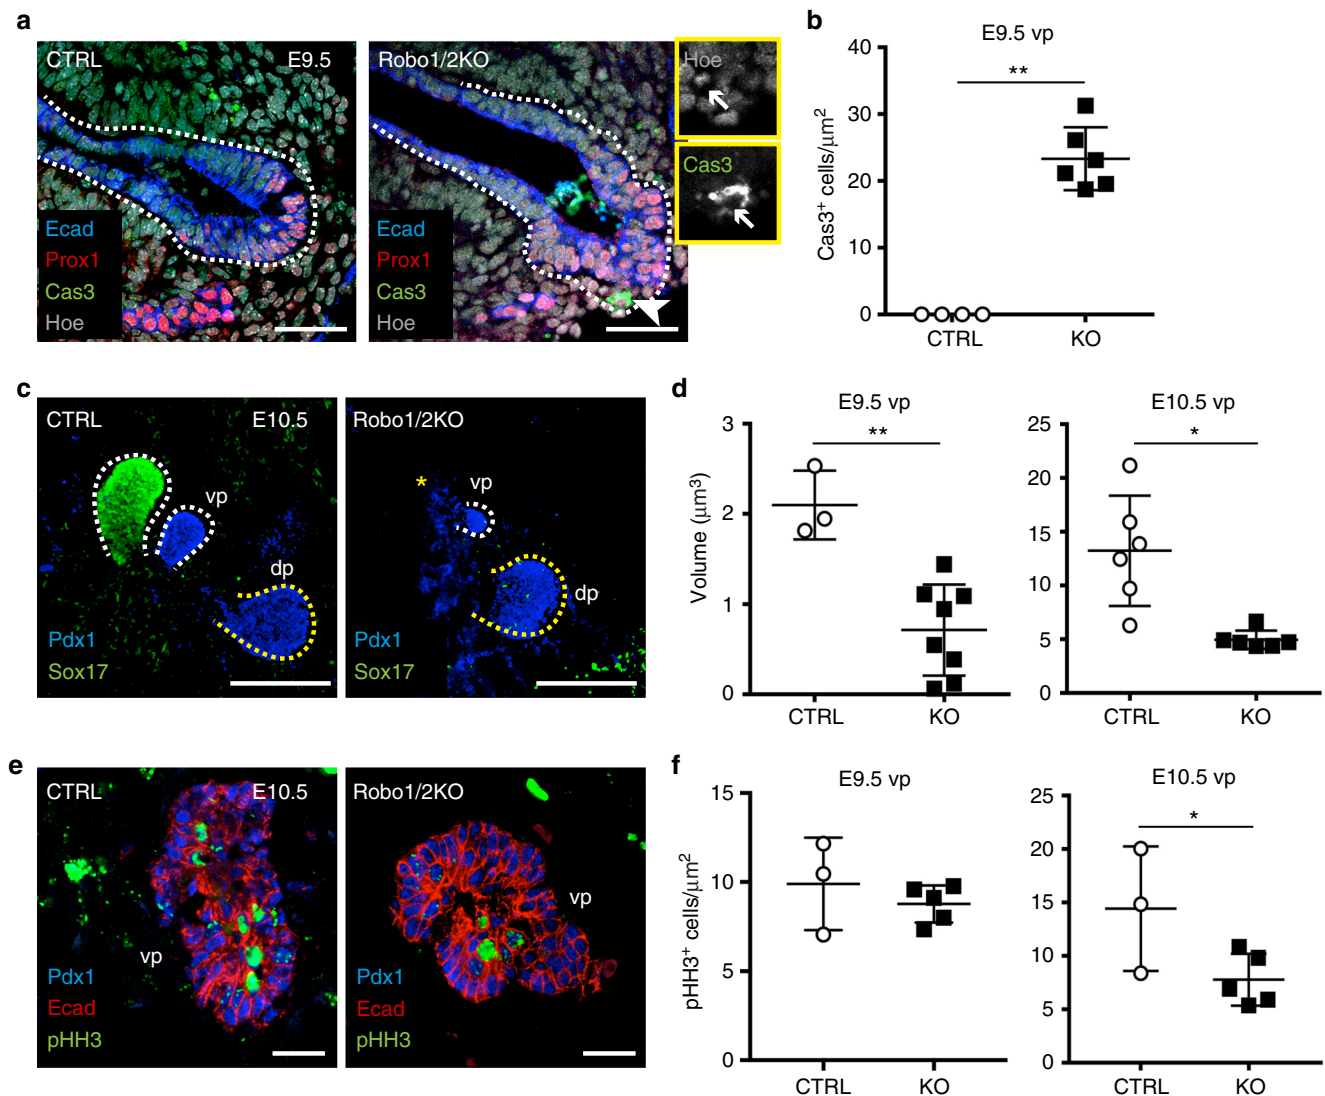 a
CTRL E9.5
Ecad
Prox1
Cas3
Hoe
Robo1/2KO
Ecad
Prox1
Cas3
Hoe
Hoe
Cas3
b
E9.5 vp
**
Cas3+ cells/μm2
40
30
20
10
0
CTRL KO
c
CTRL E10.5
vp
dp
Pdx1
Sox17
Robo1/2KO
*
vp
dp
Pdx1
Sox17
d
E9.5 vp
**
Volume (μm3)
3
2
1
0
CTRL KO
E10.5 vp
*
25
20
15
10
5
0
CTRL KO
e
CTRL E10.5
vp
Pdx1
Ecad
pHH3
Robo1/2KO
vp
Pdx1
Ecad
pHH3
f
E9.5 vp
pHH3+ cells/μm2
15
10
5
0
CTRL KO
E10.5 vp
*
25
20
15
10
5
0
CTRL KO